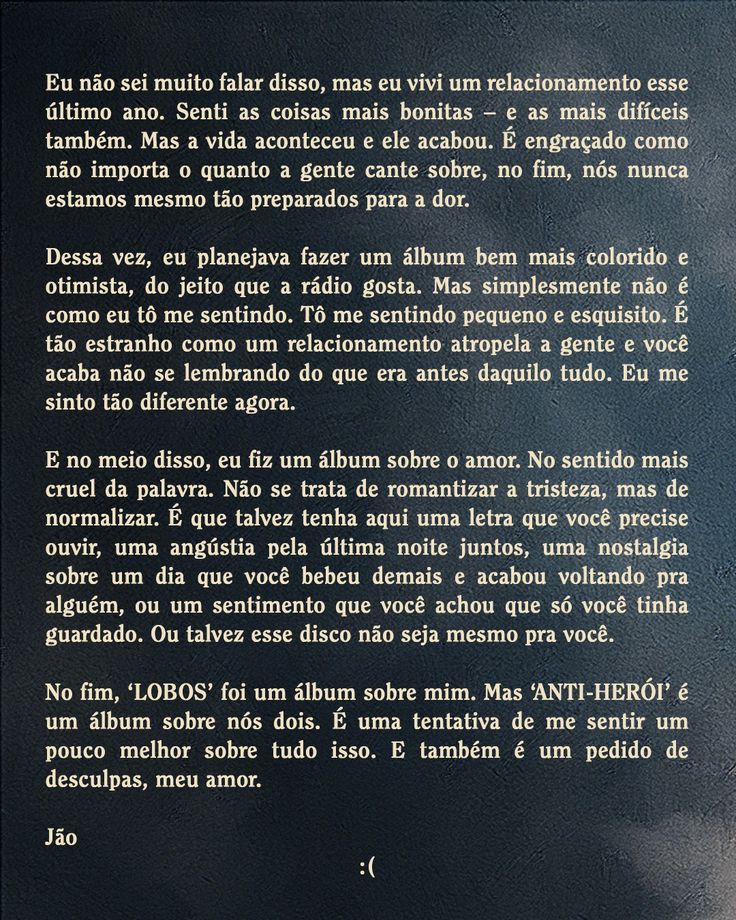 Eu não sei muito falar disso, mas eu vivi um relacionamento esse
último ano. Senti as coisas mais bonitas – e as mais difíceis
também. Mas a vida aconteceu e ele acabou. É engraçado como
não importa o quanto a gente cante sobre, no fim, nós nunca
estamos mesmo tão preparados para a dor.
Dessa vez, eu planejava fazer um álbum bem mais colorido e
otimista, do jeito que a rádio gosta. Mas simplesmente não é
como eu tô me sentindo. Tô me sentindo pequeno e esquisito. É
tão estranho como um relacionamento atropela a gente e você
acaba não se lembrando do que era antes daquilo tudo. Eu me
sinto tão diferente agora.
E no meio disso, eu fiz um álbum sobre o amor. No sentido mais
cruel da palavra. Não se trata de romantizar a tristeza, mas de
normalizar. É que talvez tenha aqui uma letra que você precise
ouvir, uma angústia pela última noite juntos, uma nostalgia
sobre um dia que você bebeu demais e acabou voltando pra
alguém, ou um sentimento que você achou que só você tinha
guardado. Ou talvez esse disco não seja mesmo pra você.
No fim, ‘LOBOS’ foi um álbum sobre mim. Mas ‘ANTI-HERÓI’ é
um álbum sobre nós dois. É uma tentativa de me sentir um
pouco melhor sobre tudo isso. E também é um pedido de
desculpas, meu amor.
Jão
:(